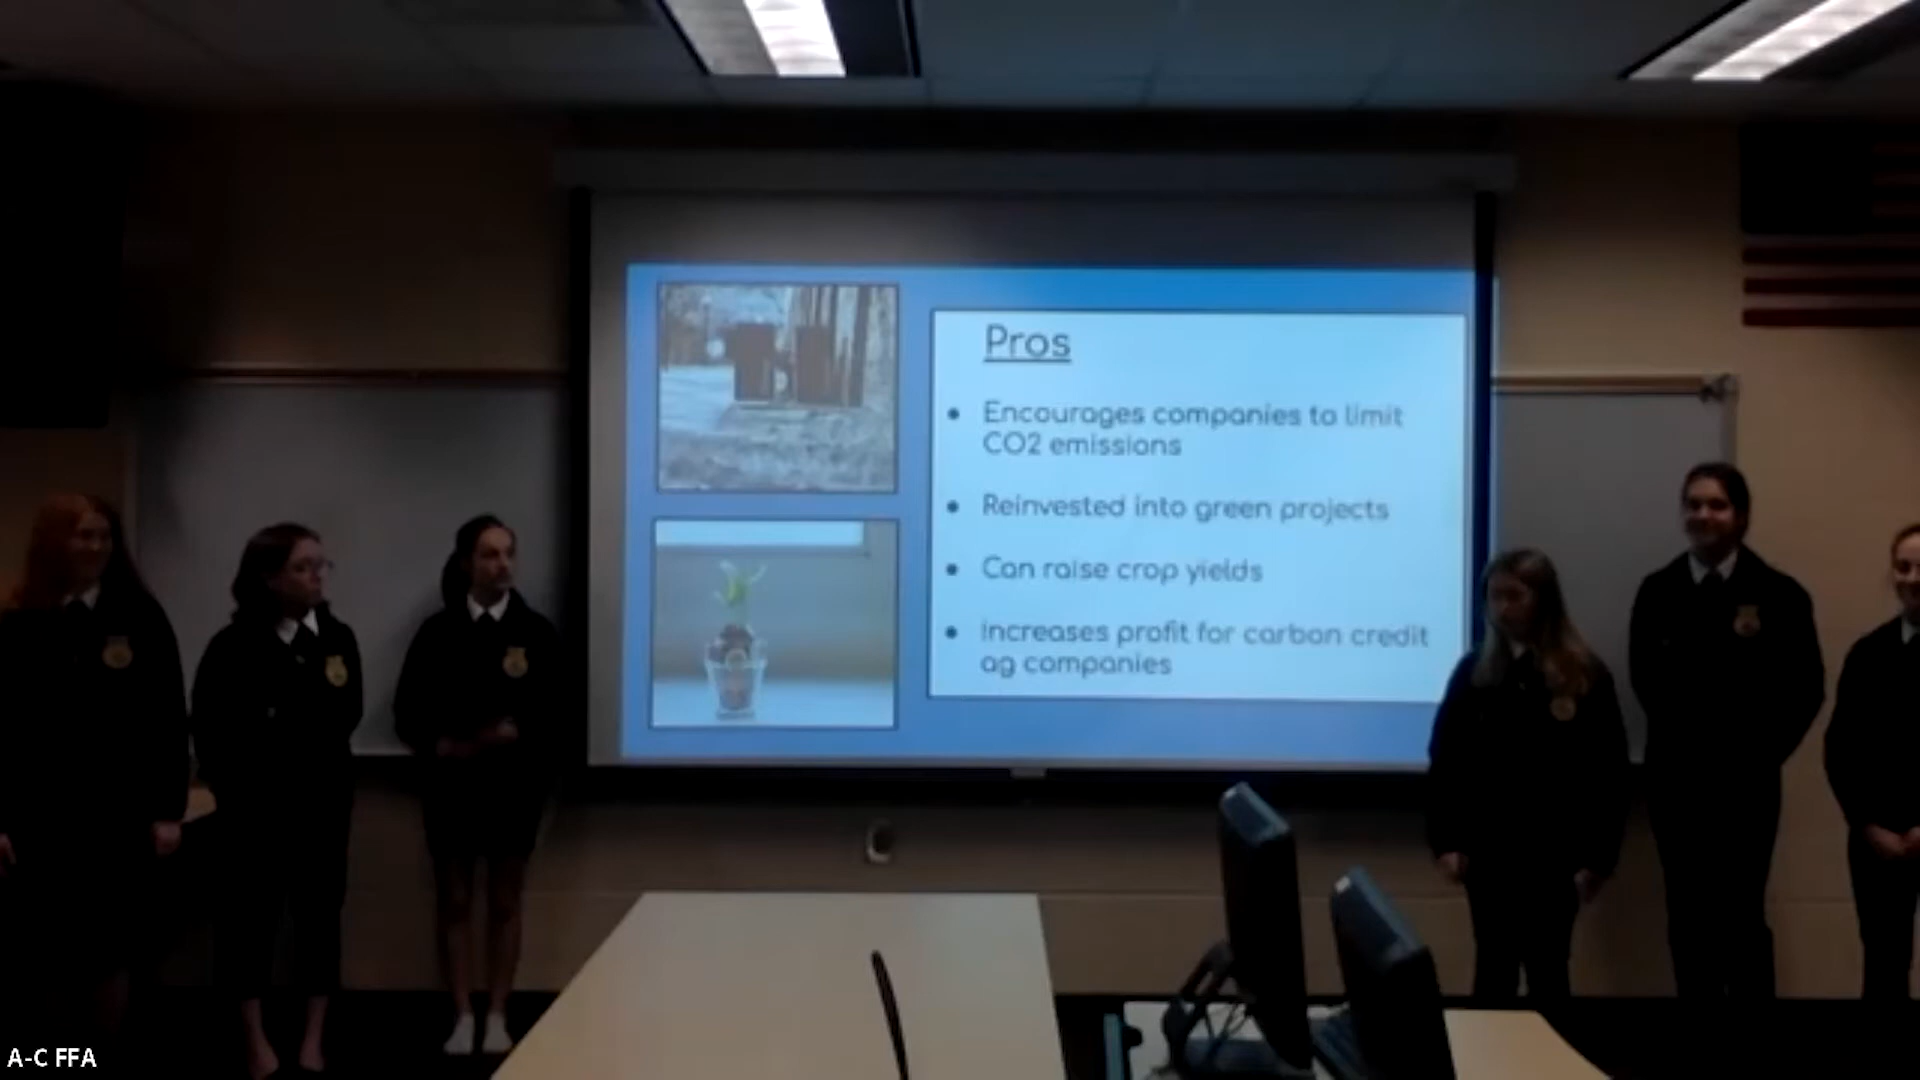 Pros
Encourages companies to limit
CO2 emissions
Reinvested into green projects
Can raise crop yields
Increases profit for carbon credit
ag companies
A-C FFA